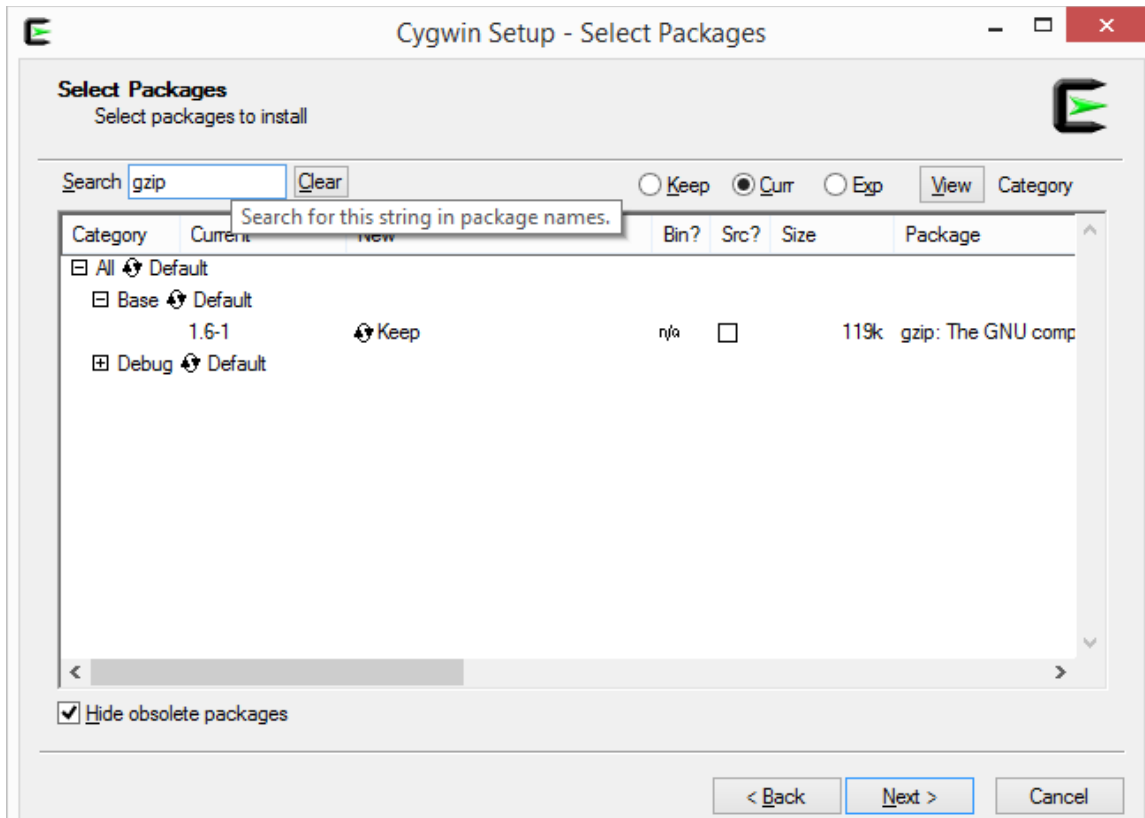 Cygwin Setup - Select Packages
Select Packages
Select packages to install
Search gzip Clear Keep Curr Exp View Category
Search for this string in package names.
Category Current New Bin? Src? Size Package
All Default
Base Default
1.6-1 Keep n/a 119k gzip: The GNU comp
Debug Default
Hide obsolete packages
< Back Next > Cancel